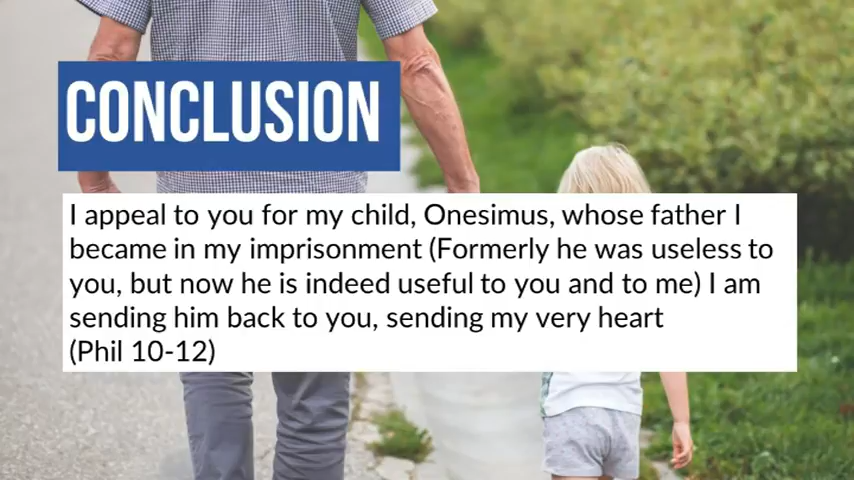 CONCLUSION
I appeal to you for my child, Onesimus, whose father I
became in my imprisonment (Formerly he was useless to
you, but now he is indeed useful to you and to me) I am
sending him back to you, sending my very heart
(Phil 10-12)